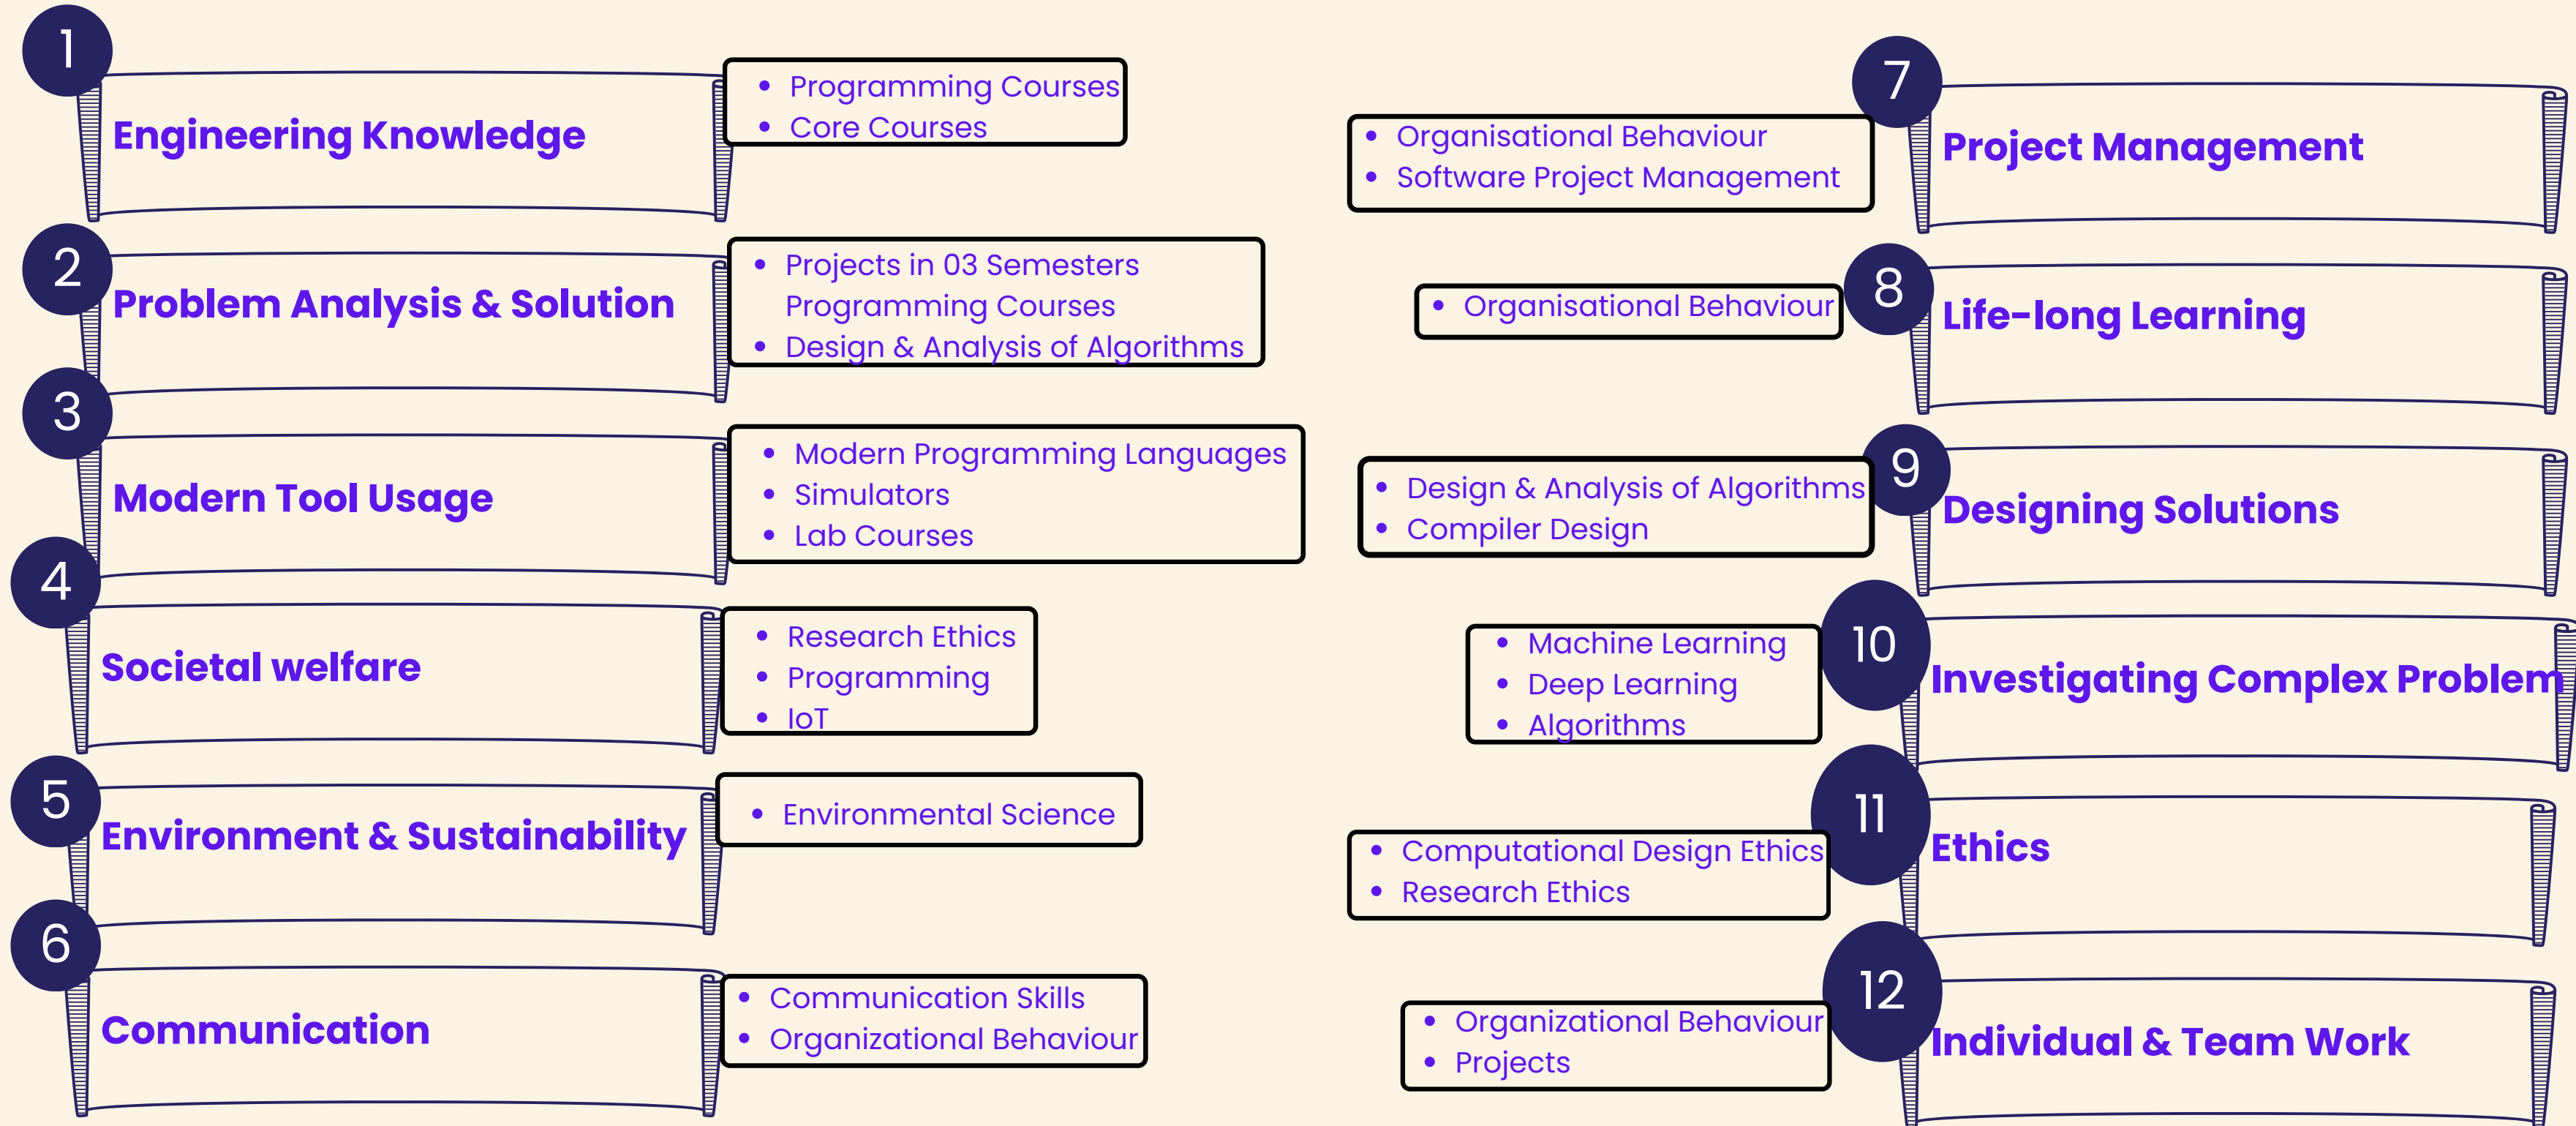 1
Engineering Knowledge
• Programming Courses
• Core Courses
2
Problem Analysis & Solution
• Projects in 03 Semesters
Programming Courses
• Design & Analysis of Algorithms
3
Modern Tool Usage
• Modern Programming Languages
• Simulators
• Lab Courses
4
Societal welfare
• Research Ethics
• Programming
• IoT
5
Environment & Sustainability
• Environmental Science
6
Communication
• Communication Skills
• Organizational Behaviour
7
Project Management
• Organisational Behaviour
• Software Project Management
8
Life-long Learning
• Organisational Behaviour
9
Designing Solutions
• Design & Analysis of Algorithms
• Compiler Design
10
Investigating Complex Problem
• Machine Learning
• Deep Learning
• Algorithms
11
Ethics
• Computational Design Ethics
• Research Ethics
12
Individual & Team Work
• Organizational Behaviour
• Projects